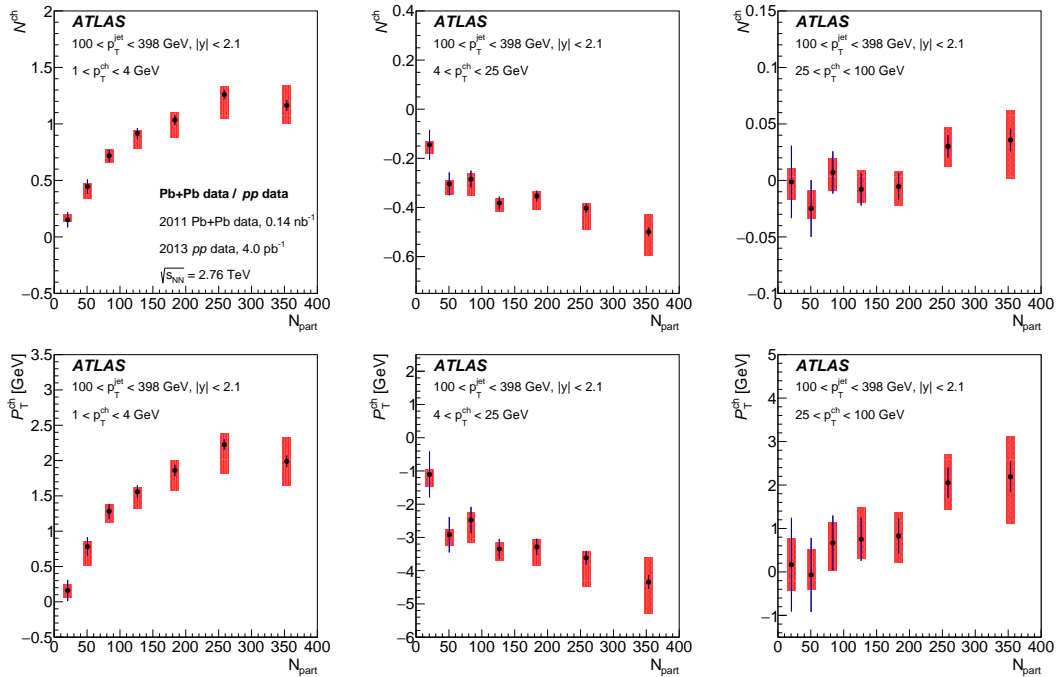 ATLAS
100 < p_T^jet < 398 GeV, |y| < 2.1
1 < p_T^ch < 4 GeV
Pb+Pb data / pp data
2011 Pb+Pb data, 0.14 nb⁻¹
2013 pp data, 4.0 pb⁻¹
√s_NN = 2.76 TeV
N^ch
2
1.5
1
0.5
0
−0.5
0 50 100 150 200 250 300 350 400
N_part
ATLAS
100 < p_T^jet < 398 GeV, |y| < 2.1
4 < p_T^ch < 25 GeV
N^ch
0.4
0.2
0
−0.2
−0.4
−0.6
0 50 100 150 200 250 300 350 400
N_part
ATLAS
100 < p_T^jet < 398 GeV, |y| < 2.1
25 < p_T^ch < 100 GeV
N^ch
0.15
0.1
0.05
0
−0.05
−0.1
0 50 100 150 200 250 300 350 400
N_part
ATLAS
100 < p_T^jet < 398 GeV, |y| < 2.1
1 < p_T^ch < 4 GeV
P_T^ch [GeV]
3.5
3
2.5
2
1.5
1
0.5
0
−0.5
0 50 100 150 200 250 300 350 400
N_part
ATLAS
100 < p_T^jet < 398 GeV, |y| < 2.1
4 < p_T^ch < 25 GeV
P_T^ch [GeV]
2
1
0
−1
−2
−3
−4
−5
−6
0 50 100 150 200 250 300 350 400
N_part
ATLAS
100 < p_T^jet < 398 GeV, |y| < 2.1
25 < p_T^ch < 100 GeV
P_T^ch [GeV]
5
4
3
2
1
0
−1
0 50 100 150 200 250 300 350 400
N_part